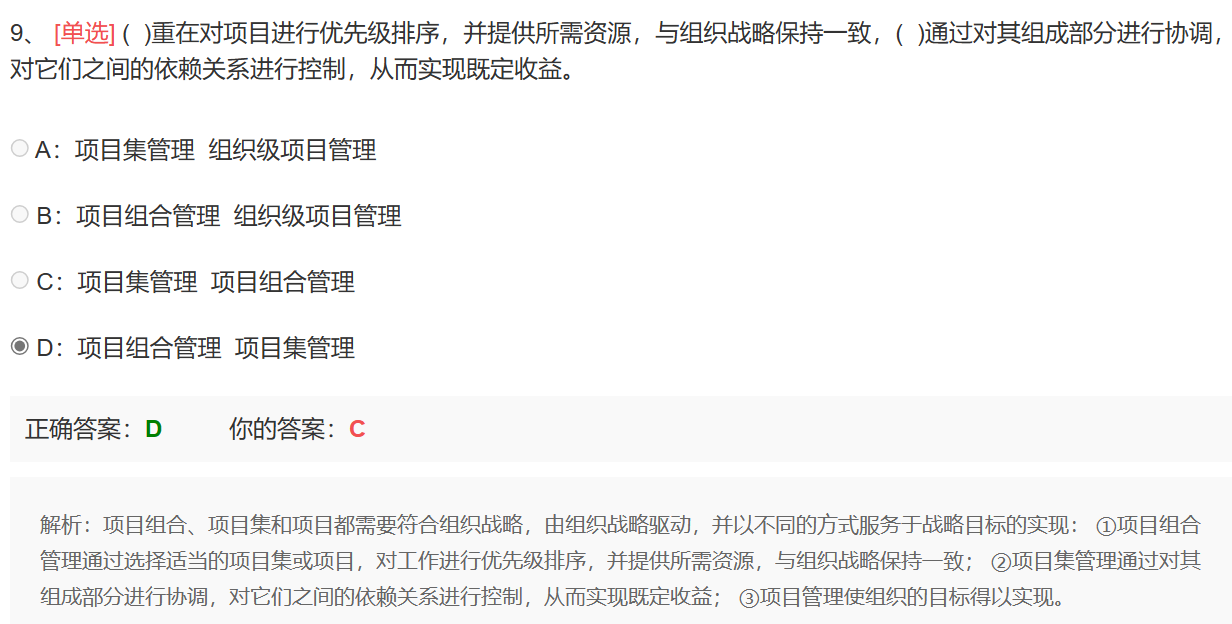 9、 [单选] ( )重在对项目进行优先级排序，并提供所需资源，与组织战略保持一致，( )通过对其组成部分进行协调，
对它们之间的依赖关系进行控制，从而实现既定收益。
A：项目集管理 组织级项目管理
B：项目组合管理 组织级项目管理
C：项目集管理 项目组合管理
D：项目组合管理 项目集管理
正确答案：D 你的答案：C
解析：项目组合、项目集和项目都需要符合组织战略，由组织战略驱动，并以不同的方式服务于战略目标的实现： ①项目组合
管理通过选择适当的项目集或项目，对工作进行优先级排序，并提供所需资源，与组织战略保持一致； ②项目集管理通过对其
组成部分进行协调，对它们之间的依赖关系进行控制，从而实现既定收益； ③项目管理使组织的目标得以实现。